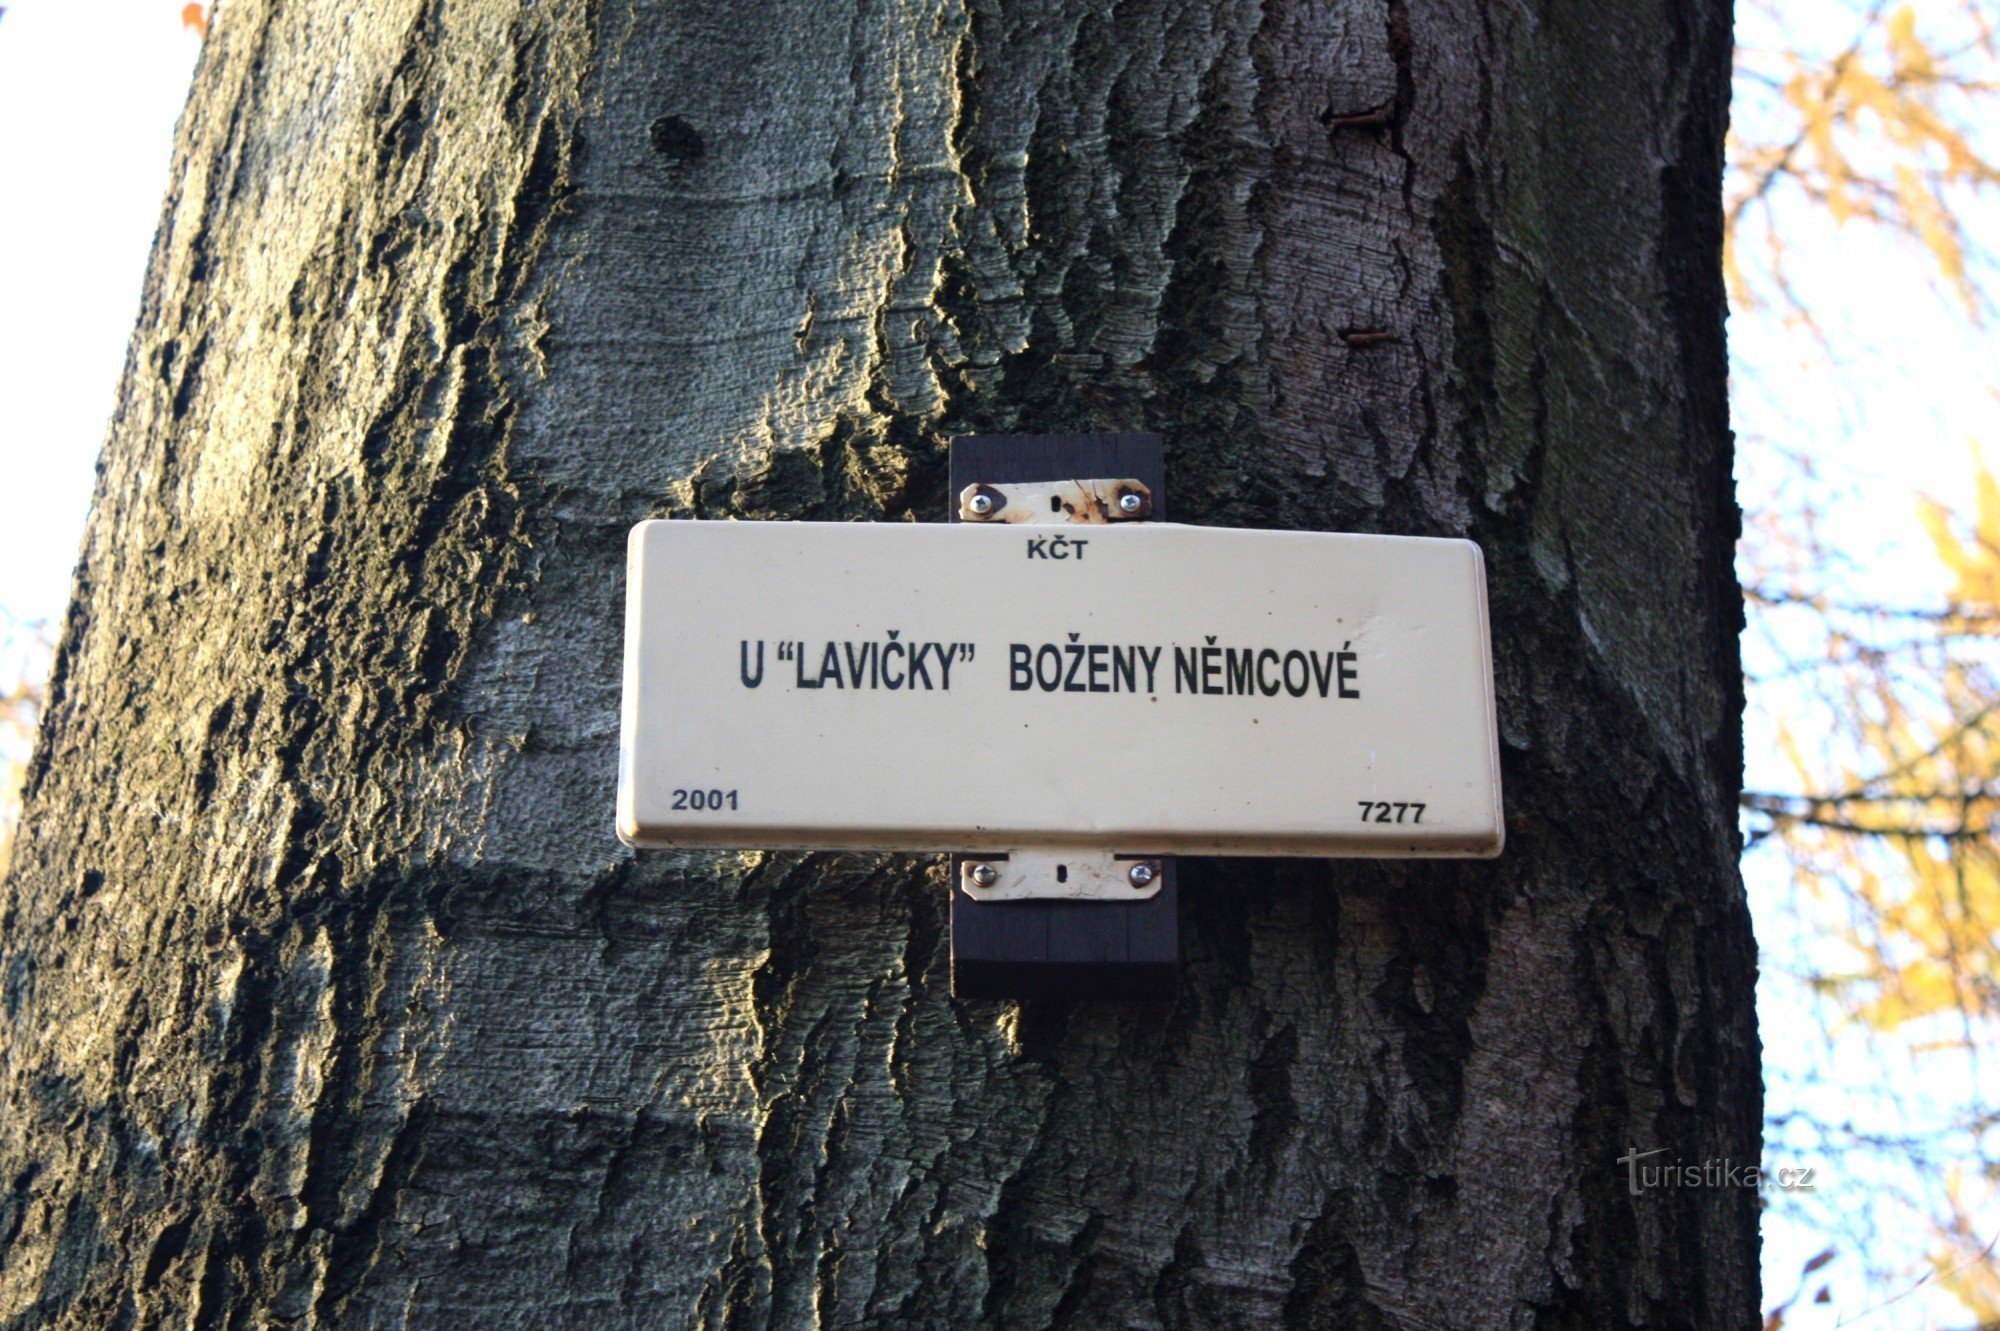 KČT
U “LAVIČKY” BOŽENY NĚMCOVÉ
2001 7277
Turistika.cz